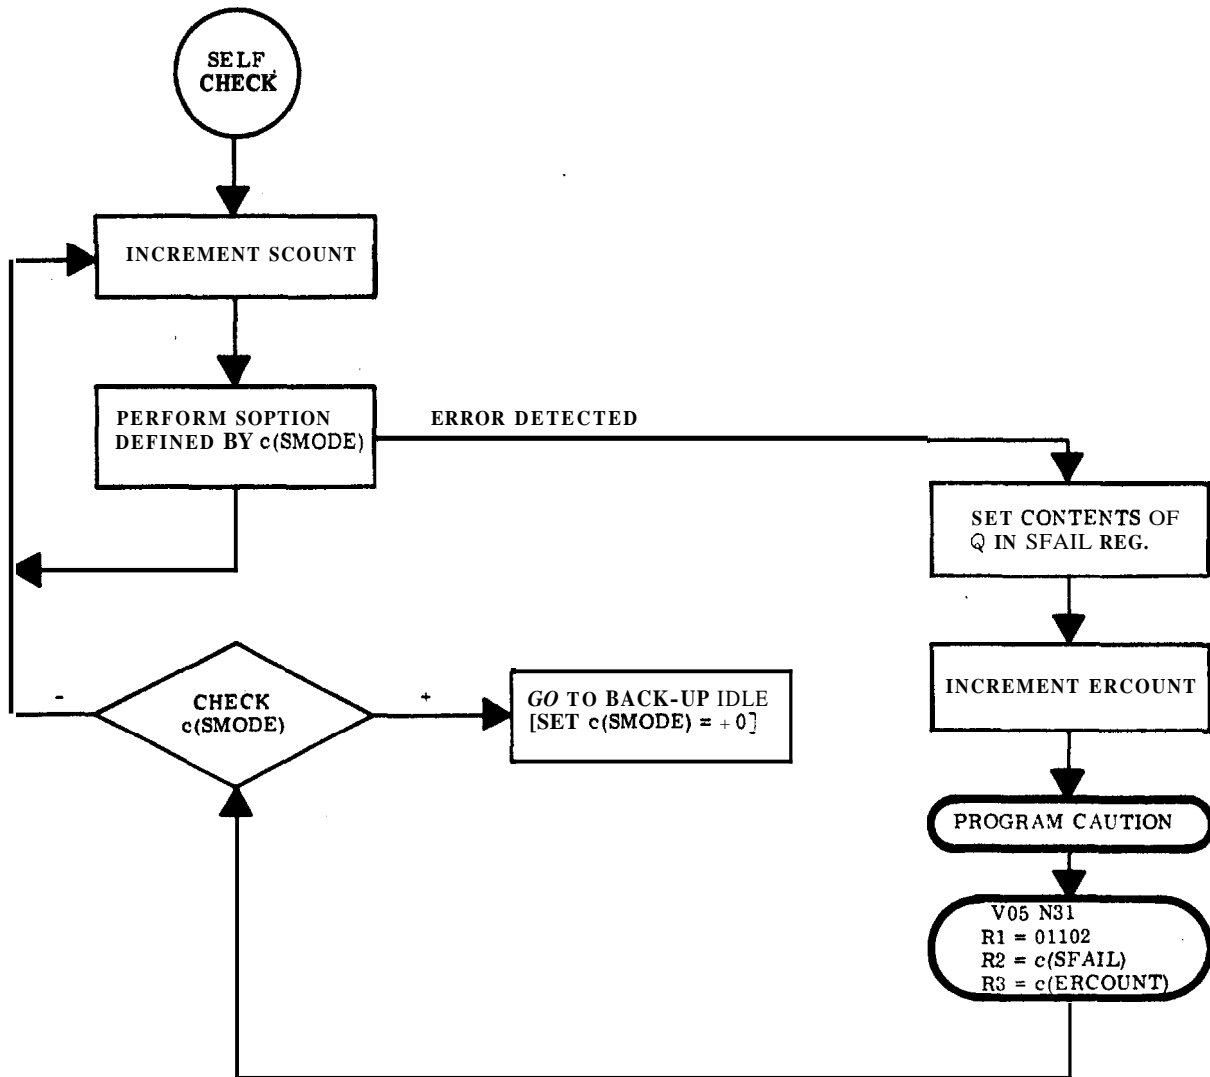 SELF
CHECK
INCREMENT SCOUNT
PERFORM SOPTION
DEFINED BY c(SMODE)
ERROR DETECTED
SET CONTENTS OF
Q IN SFAIL REG.
INCREMENT ERCOUNT
-
CHECK
c(SMODE)
+
GO TO BACK-UP IDLE
[SET c(SMODE) = +0]
PROGRAM CAUTION
V05 N31
R1 = 01102
R2 = c(SFAIL)
R3 = c(ERCOUNT)